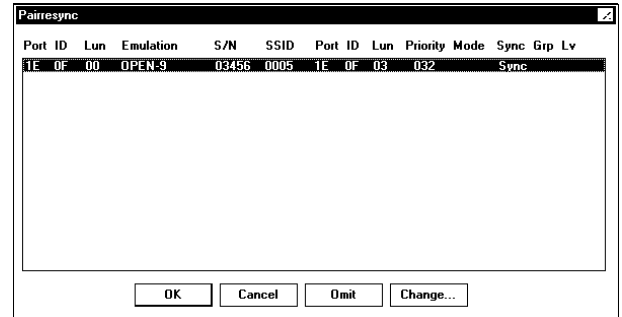 Pairresync
Port ID Lun Emulation S/N SSID Port ID Lun Priority Mode Sync Grp Lv
1E 0F 00 OPEN-9 03456 0005 1E 0F 03 032 Sync
OK Cancel Omit Change...